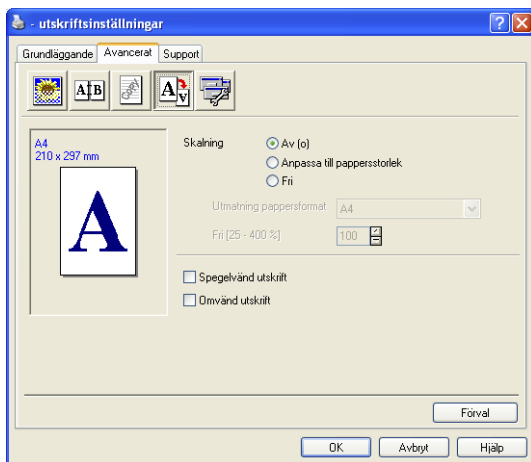 - utskriftsinställningar
Grundläggande Avancerat Support
A B
A A
A4
210 x 297 mm
A
Skalning Av (o)
Anpassa till pappersstorlek
Fri
Utmatning pappersformat A4
Fri [25 - 400 %] 100
Spegelvänd utskrift
Omvänd utskrift
Förval
OK Avbryt Hjälp